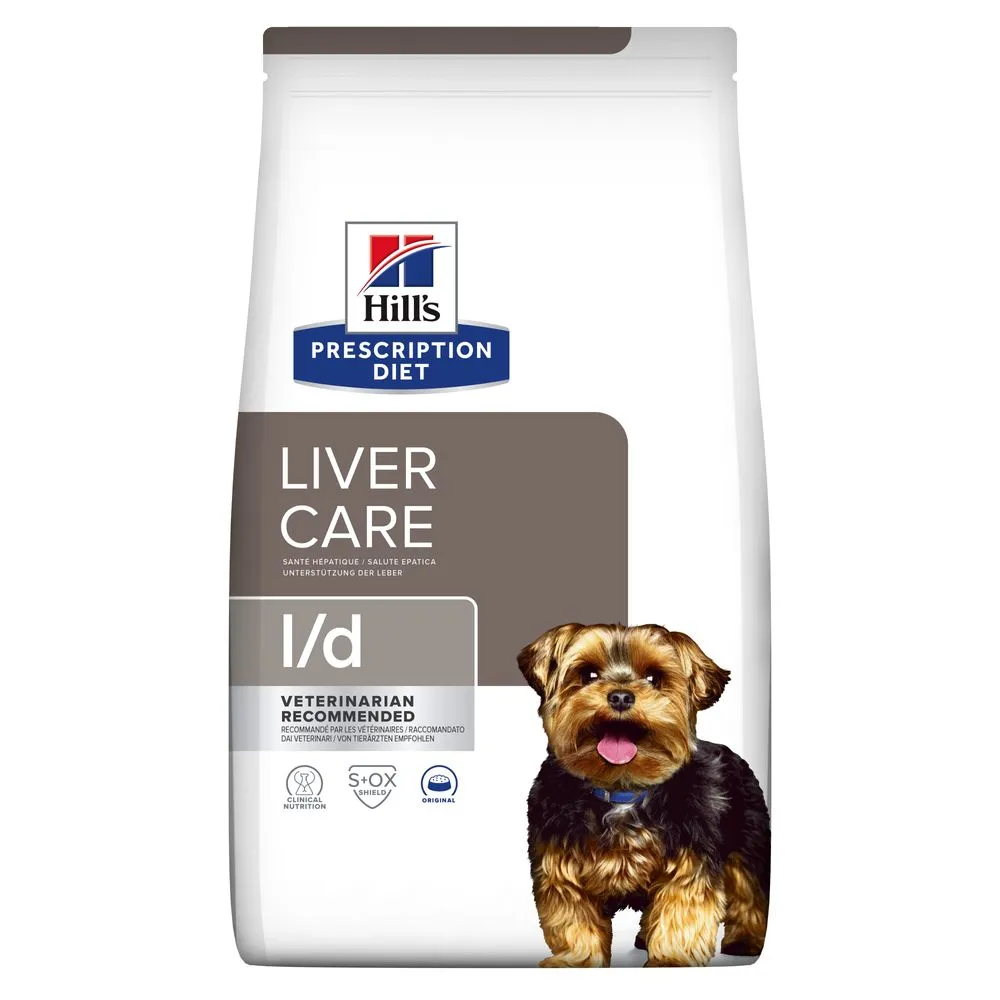 Hill's
PRESCRIPTION
DIET
LIVER
CARE
SANTÉ HÉPATIQUE / SALUTE EPATICA
UNTERSTÜTZUNG DER LEBER
l/d
VETERINARIAN
RECOMMENDED
RECOMMANDÉ PAR LES VÉTÉRINAIRES / RACCOMANDATO
DAI VETERINARI / VON TIERÄRZTEN EMPFOHLEN
CLINICAL
NUTRITION
S+OX
SHIELD
ORIGINAL